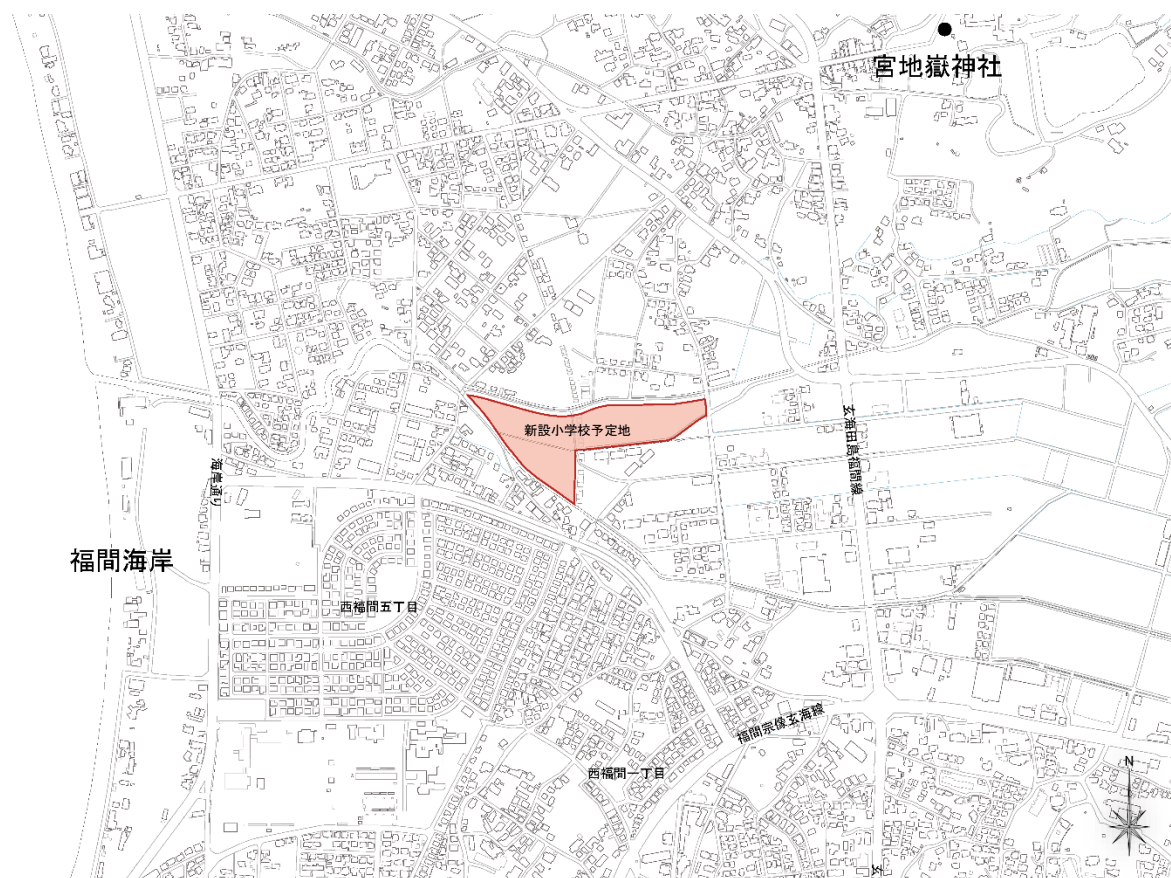 宮地嶽神社
新設小学校予定地
玄海田島福間線
海岸通り
福間海岸
西福間五丁目
福間宗像玄海線
西福間一丁目
N
玄